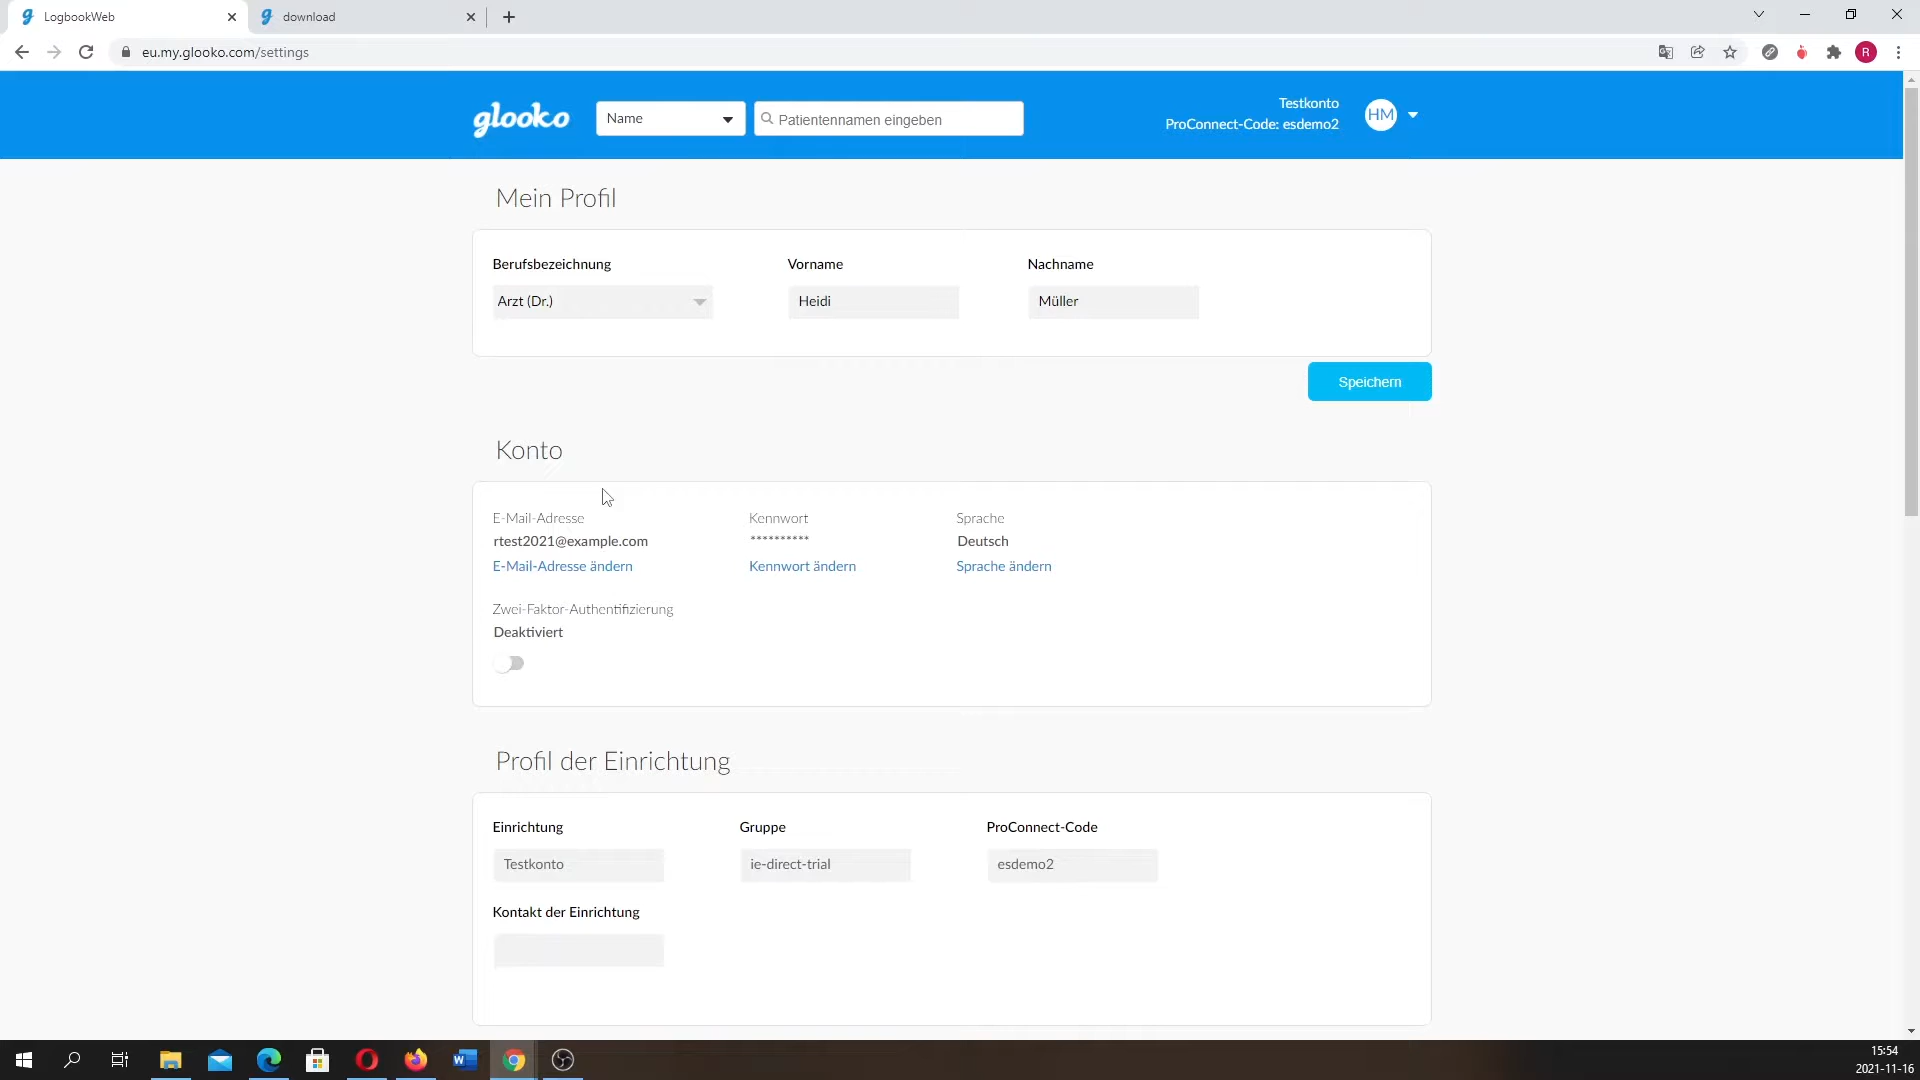 LogbookWeb
download
eu.my.glooko.com/settings
R
glooko
Name
Patientennamen eingeben
Testkonto
ProConnect-Code: esdemo2
HM
Mein Profil
Berufsbezeichnung
Vorname
Nachname
Arzt (Dr.)
Heidi
Müller
Speichern
Konto
E-Mail-Adresse
Kennwort
Sprache
rtest2021@example.com
**********
Deutsch
E-Mail-Adresse ändern
Kennwort ändern
Sprache ändern
Zwei-Faktor-Authentifizierung
Deaktiviert
Profil der Einrichtung
Einrichtung
Gruppe
ProConnect-Code
Testkonto
ie-direct-trial
esdemo2
Kontakt der Einrichtung
15:54
2021-11-16